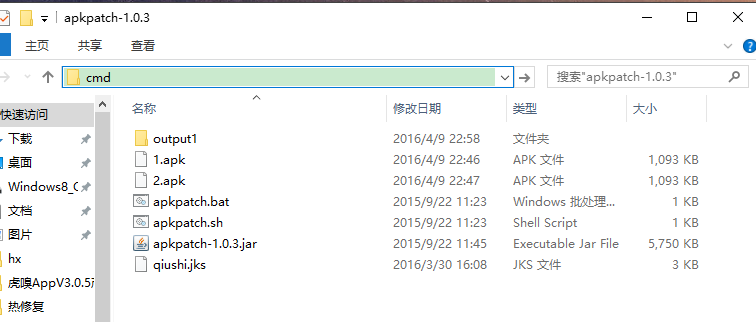 apkpatch-1.0.3
主页 共享 查看
cmd 搜索"apkpatch-1.0.3"
名称 修改日期 类型 大小
快速访问
下载
桌面
Windows8_C
文档
图片
hx
虎嗅AppV3.0.5产
热修复
output1 2016/4/9 22:58 文件夹
1.apk 2016/4/9 22:46 APK 文件 1,093 KB
2.apk 2016/4/9 22:47 APK 文件 1,093 KB
apkpatch.bat 2015/9/22 11:23 Windows 批处理... 1 KB
apkpatch.sh 2015/9/22 11:23 Shell Script 1 KB
apkpatch-1.0.3.jar 2015/9/22 11:45 Executable Jar File 5,750 KB
qiushi.jks 2016/3/30 16:08 JKS 文件 3 KB